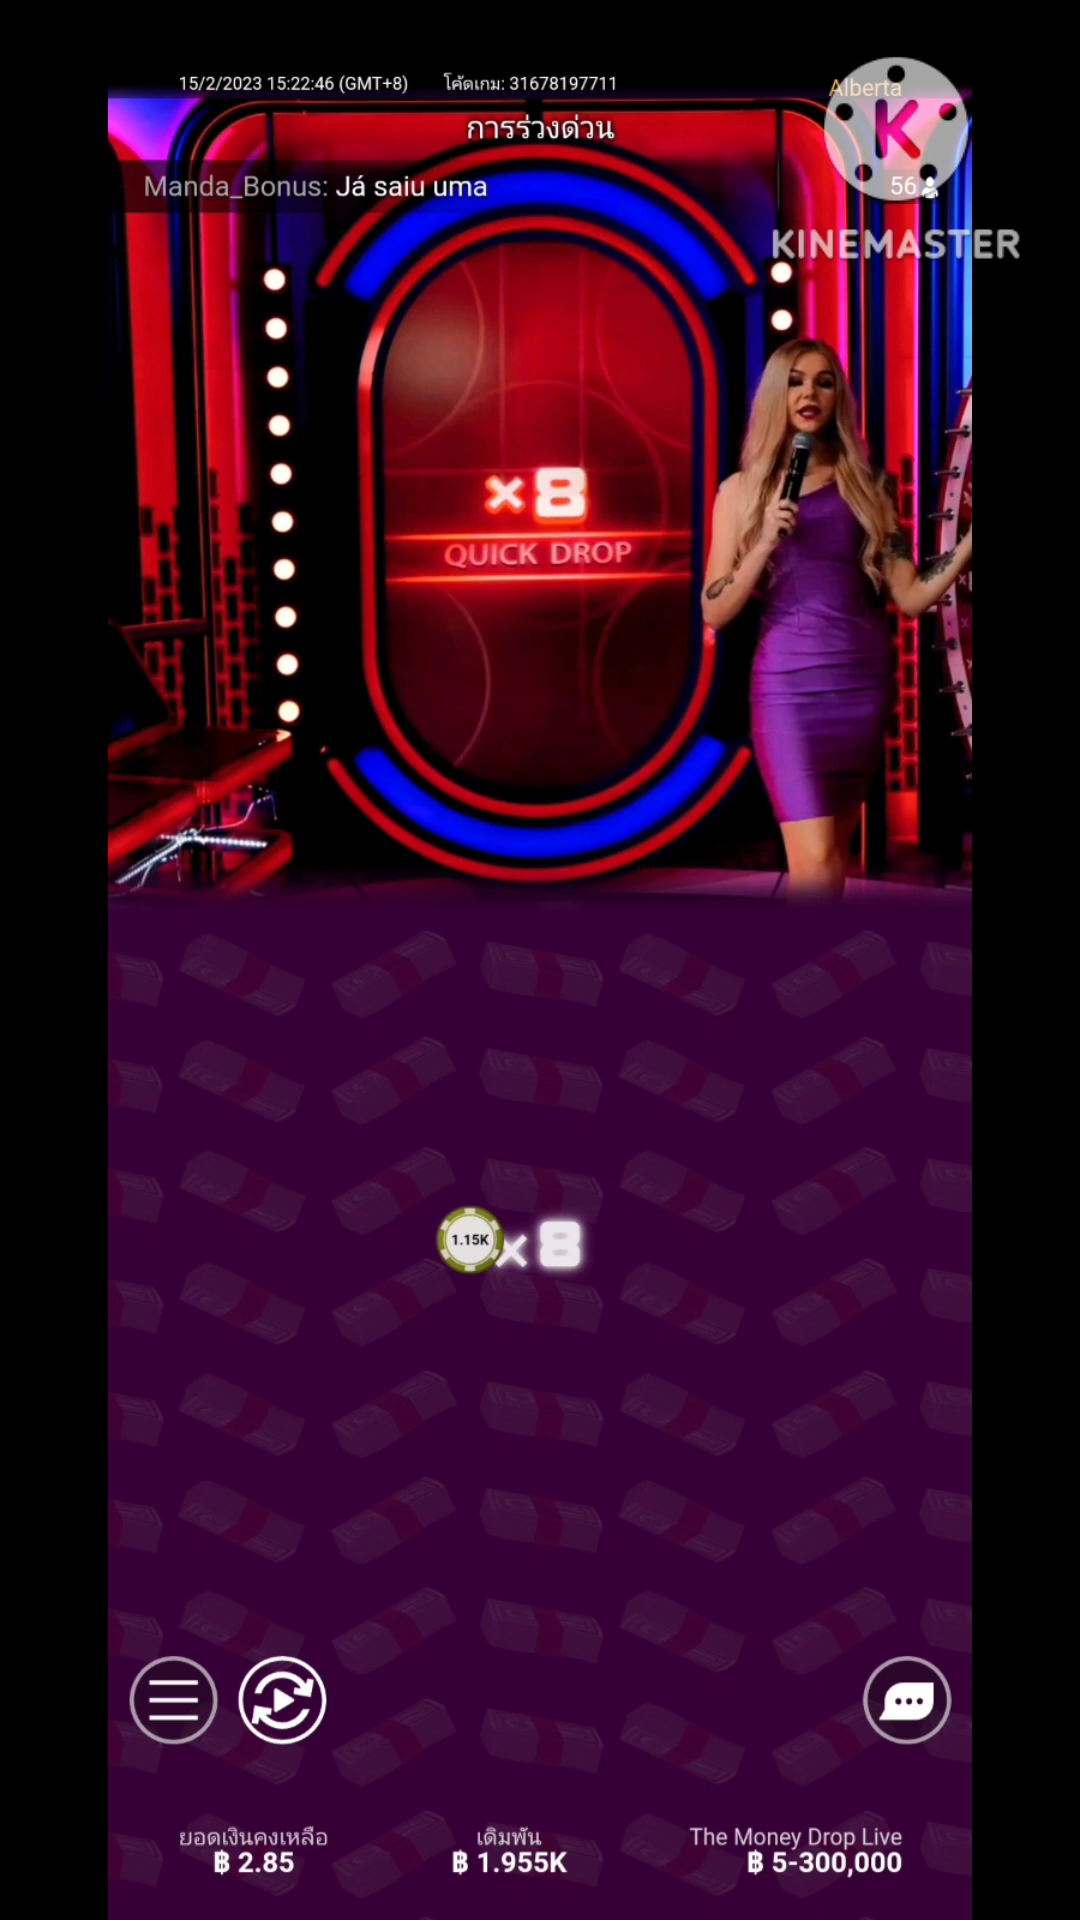 15/2/2023 15:22:46 (GMT+8) โค้ดเกม: 31678197711
Alberta
การร่วงด่วน
K
Manda_Bonus: Já saiu uma
56
KINEMASTER
×8
QUICK DROP
1.15K
×8
ยอดเงินคงเหลือ
฿ 2.85
เดิมพัน
฿ 1.955K
The Money Drop Live
฿ 5-300,000